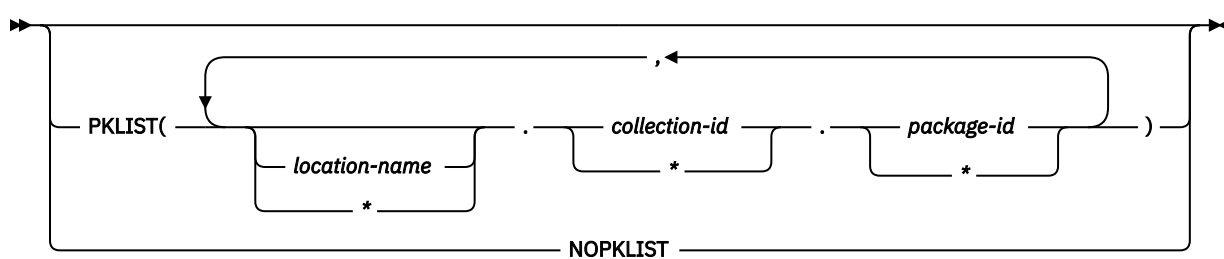 ,
PKLIST( . collection-id . package-id )
location-name * *
*
NOPKLIST